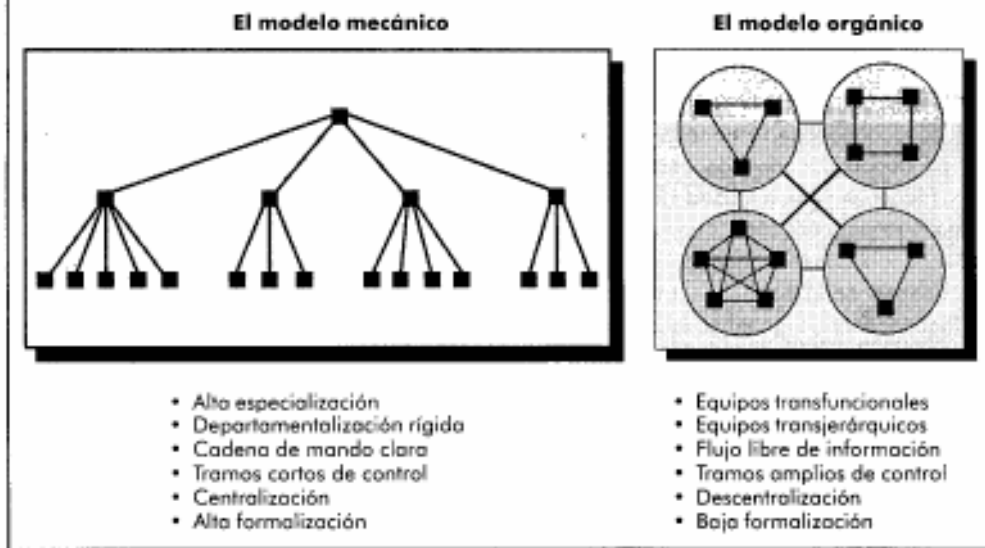 El modelo mecánico
El modelo orgánico
• Alta especialización
• Departamentalización rígida
• Cadena de mando clara
• Tramos cortos de control
• Centralización
• Alta formalización
• Equipos transfuncionales
• Equipos transjerárquicos
• Flujo libre de información
• Tramos amplios de control
• Descentralización
• Baja formalización